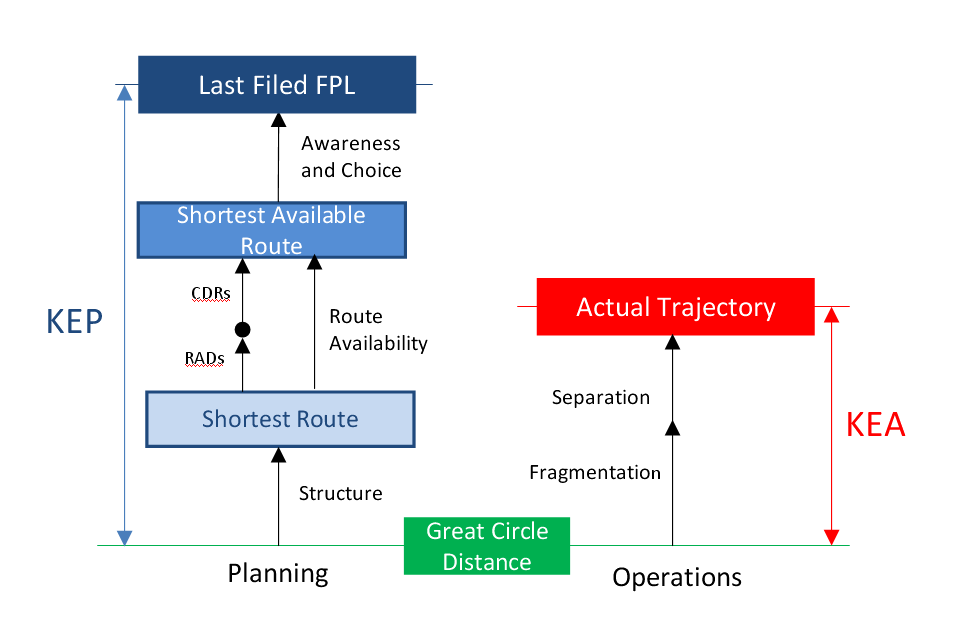 Last Filed FPL
Awareness
and Choice
Shortest Available
Route
CDRs
KEP
Route
Availability
RADs
Shortest Route
Structure
Actual Trajectory
Separation
KEA
Fragmentation
Great Circle
Distance
Planning
Operations